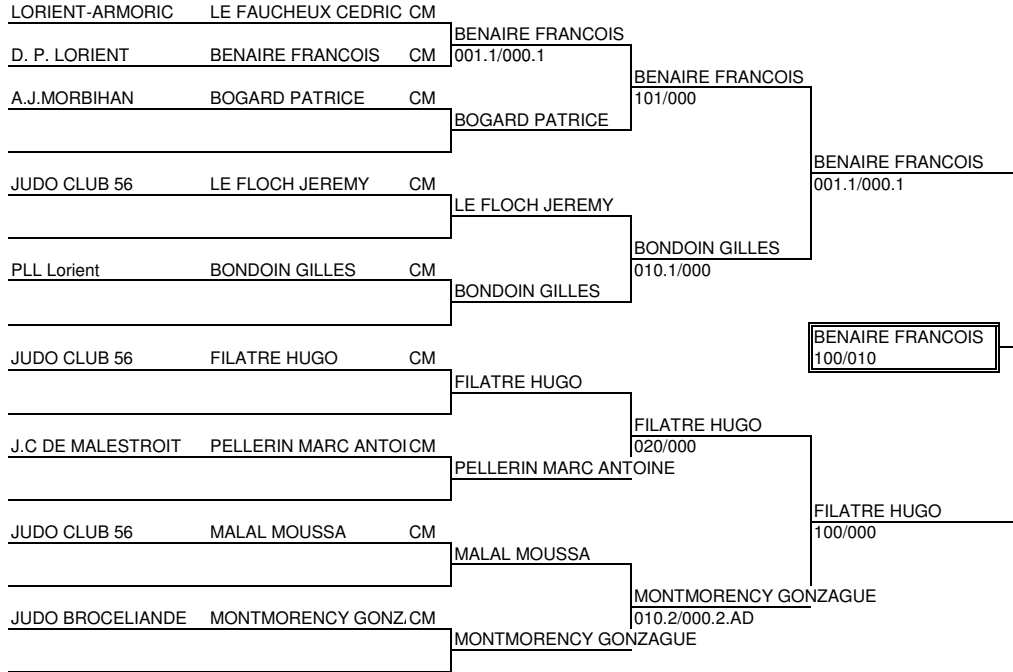 LORIENT-ARMORIC LE FAUCHEUX CEDRIC CM
BENAIRE FRANCOIS
D. P. LORIENT BENAIRE FRANCOIS CM 001.1/000.1
BENAIRE FRANCOIS
A.J.MORBIHAN BOGARD PATRICE CM 101/000
BOGARD PATRICE
BENAIRE FRANCOIS
JUDO CLUB 56 LE FLOCH JEREMY CM 001.1/000.1
LE FLOCH JEREMY
BONDOIN GILLES
PLL Lorient BONDOIN GILLES CM 010.1/000
BONDOIN GILLES
BENAIRE FRANCOIS
JUDO CLUB 56 FILATRE HUGO CM 100/010
FILATRE HUGO
FILATRE HUGO
J.C DE MALESTROIT PELLERIN MARC ANTOI CM 020/000
PELLERIN MARC ANTOINE
FILATRE HUGO
JUDO CLUB 56 MALAL MOUSSA CM 100/000
MALAL MOUSSA
MONTMORENCY GONZAGUE
JUDO BROCELIANDE MONTMORENCY GONZ CM 010.2/000.2.AD
MONTMORENCY GONZAGUE